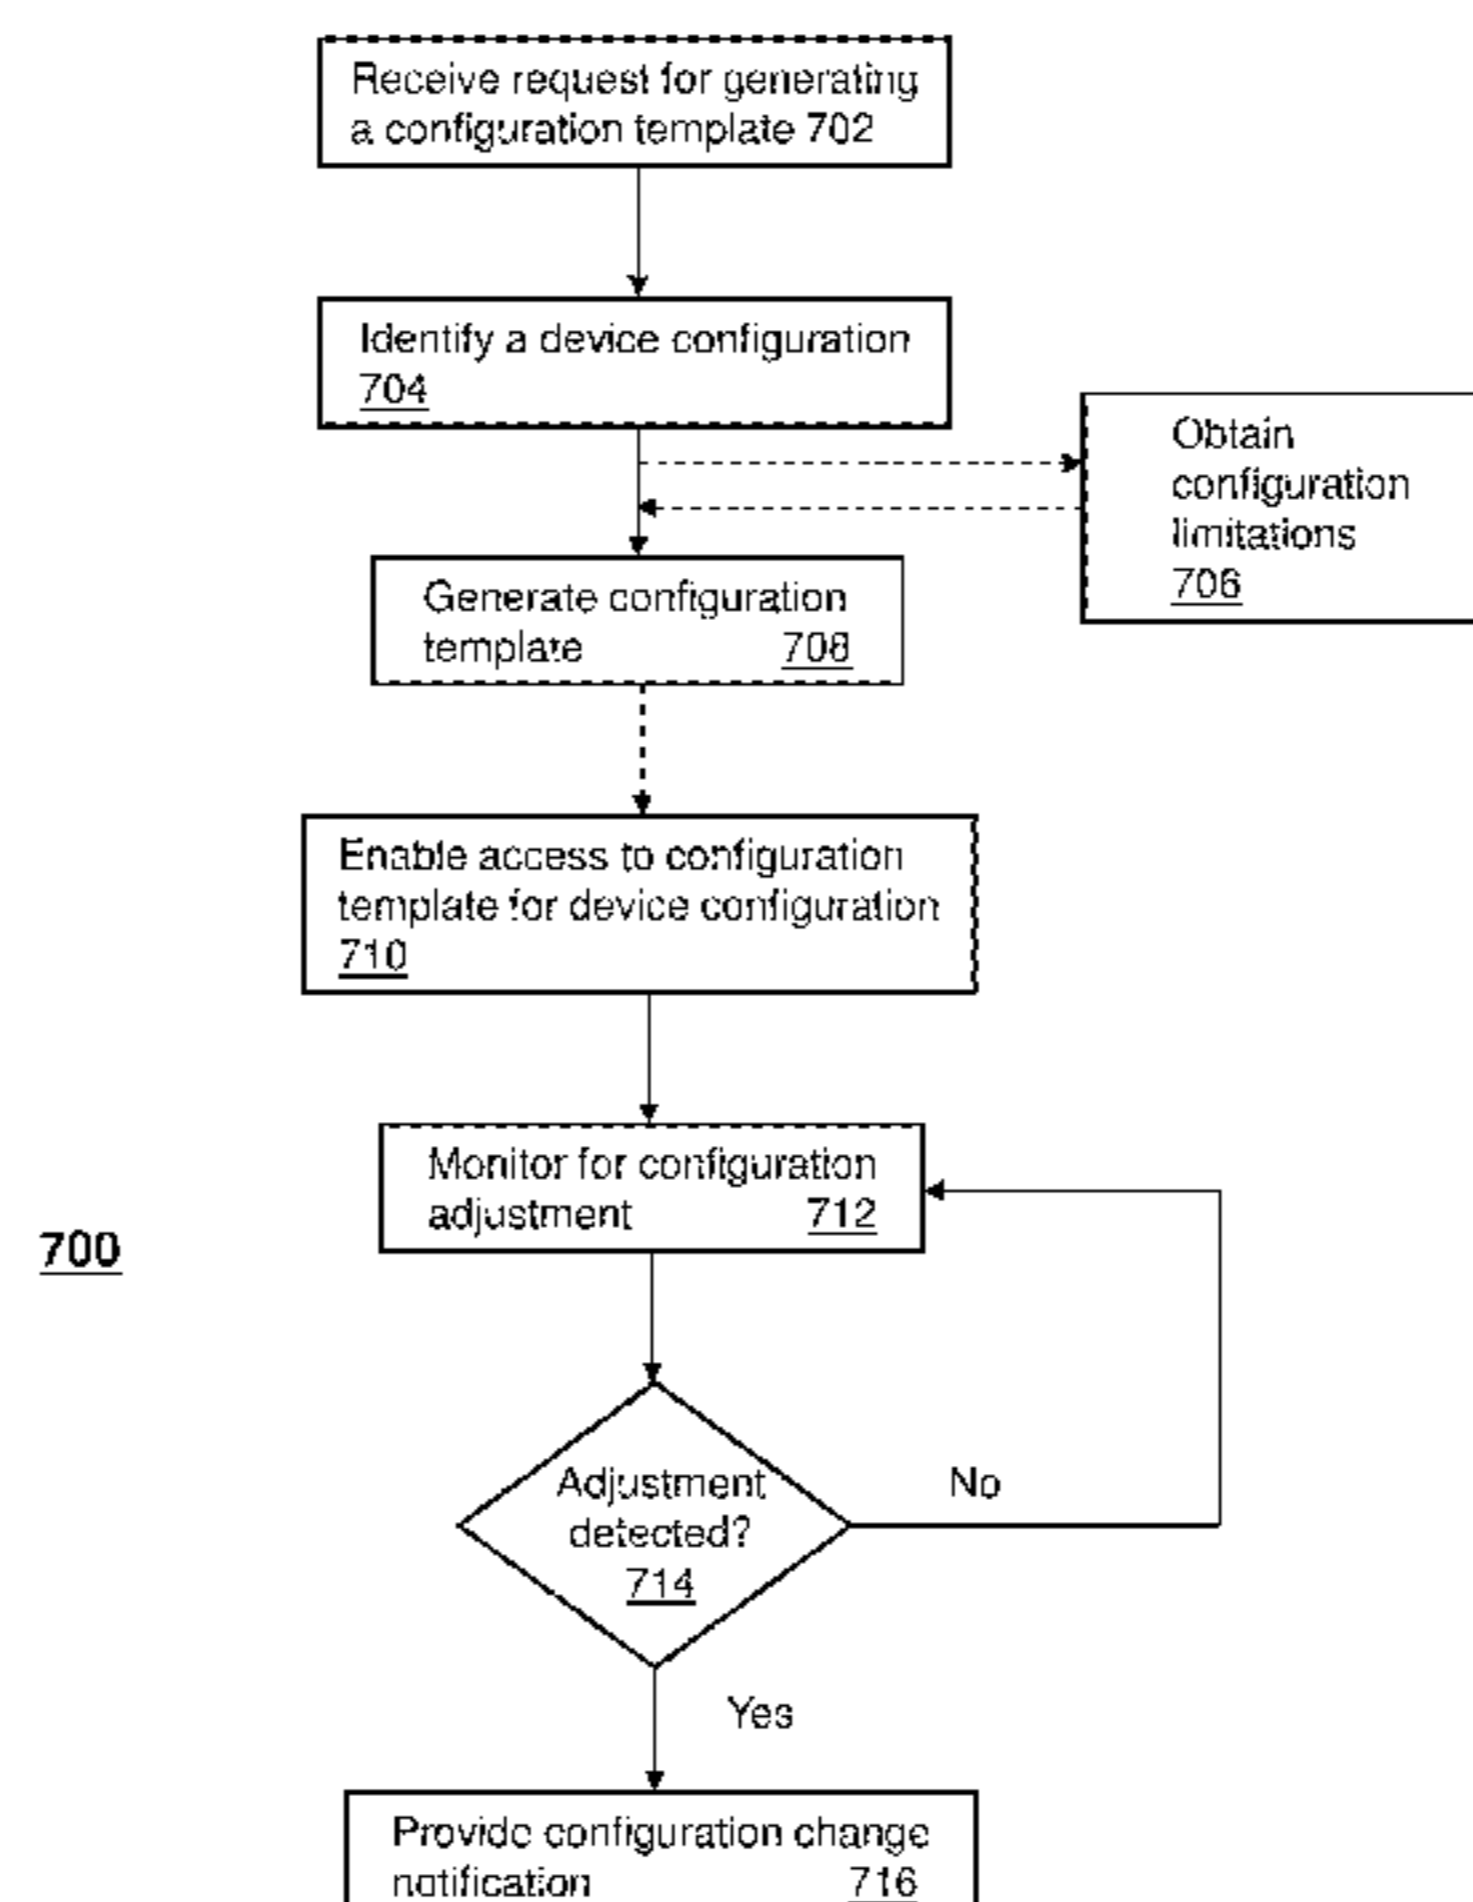 Receive request for generating
a configuration template 702
Identify a device configuration
704
Obtain
configuration
limitations
706
Generate configuration
template 708
Enable access to configuration
template for device configuration
710
Monitor for configuration
adjustment 712
700
Adjustment
detected?
714
No
Yes
Provide configuration change
notification 716